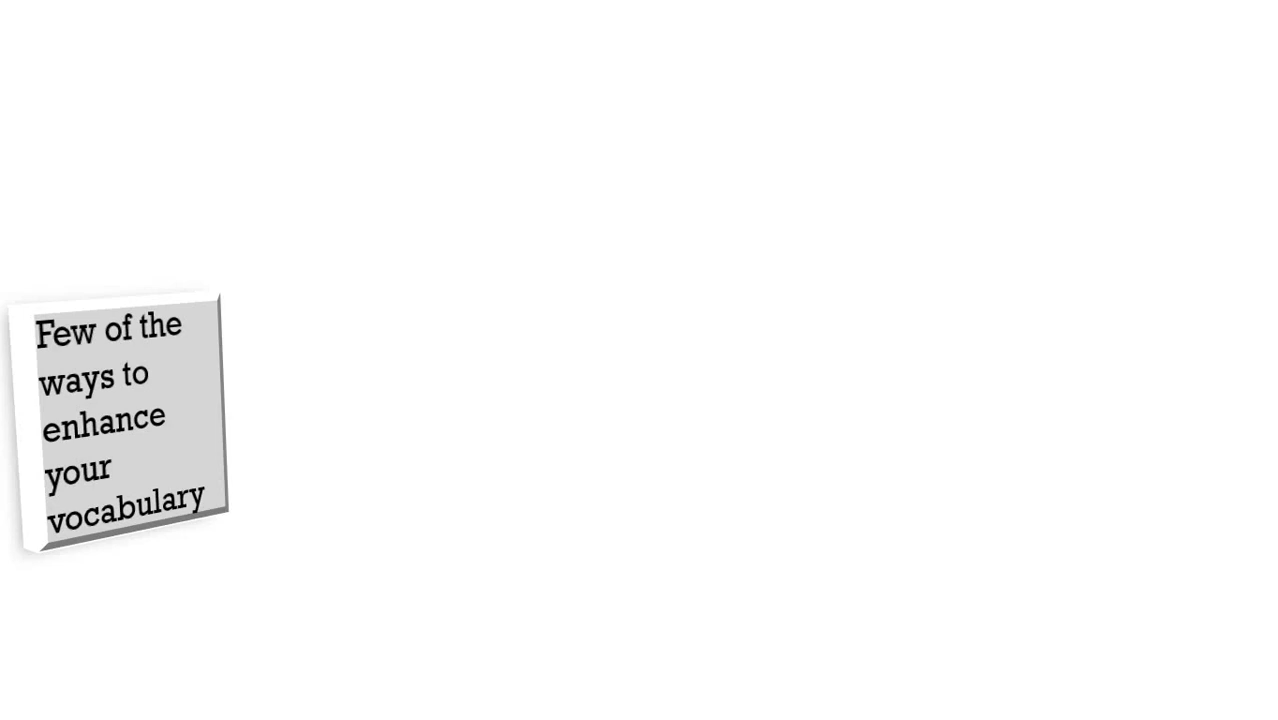 Few of the
ways to
enhance
your
vocabulary